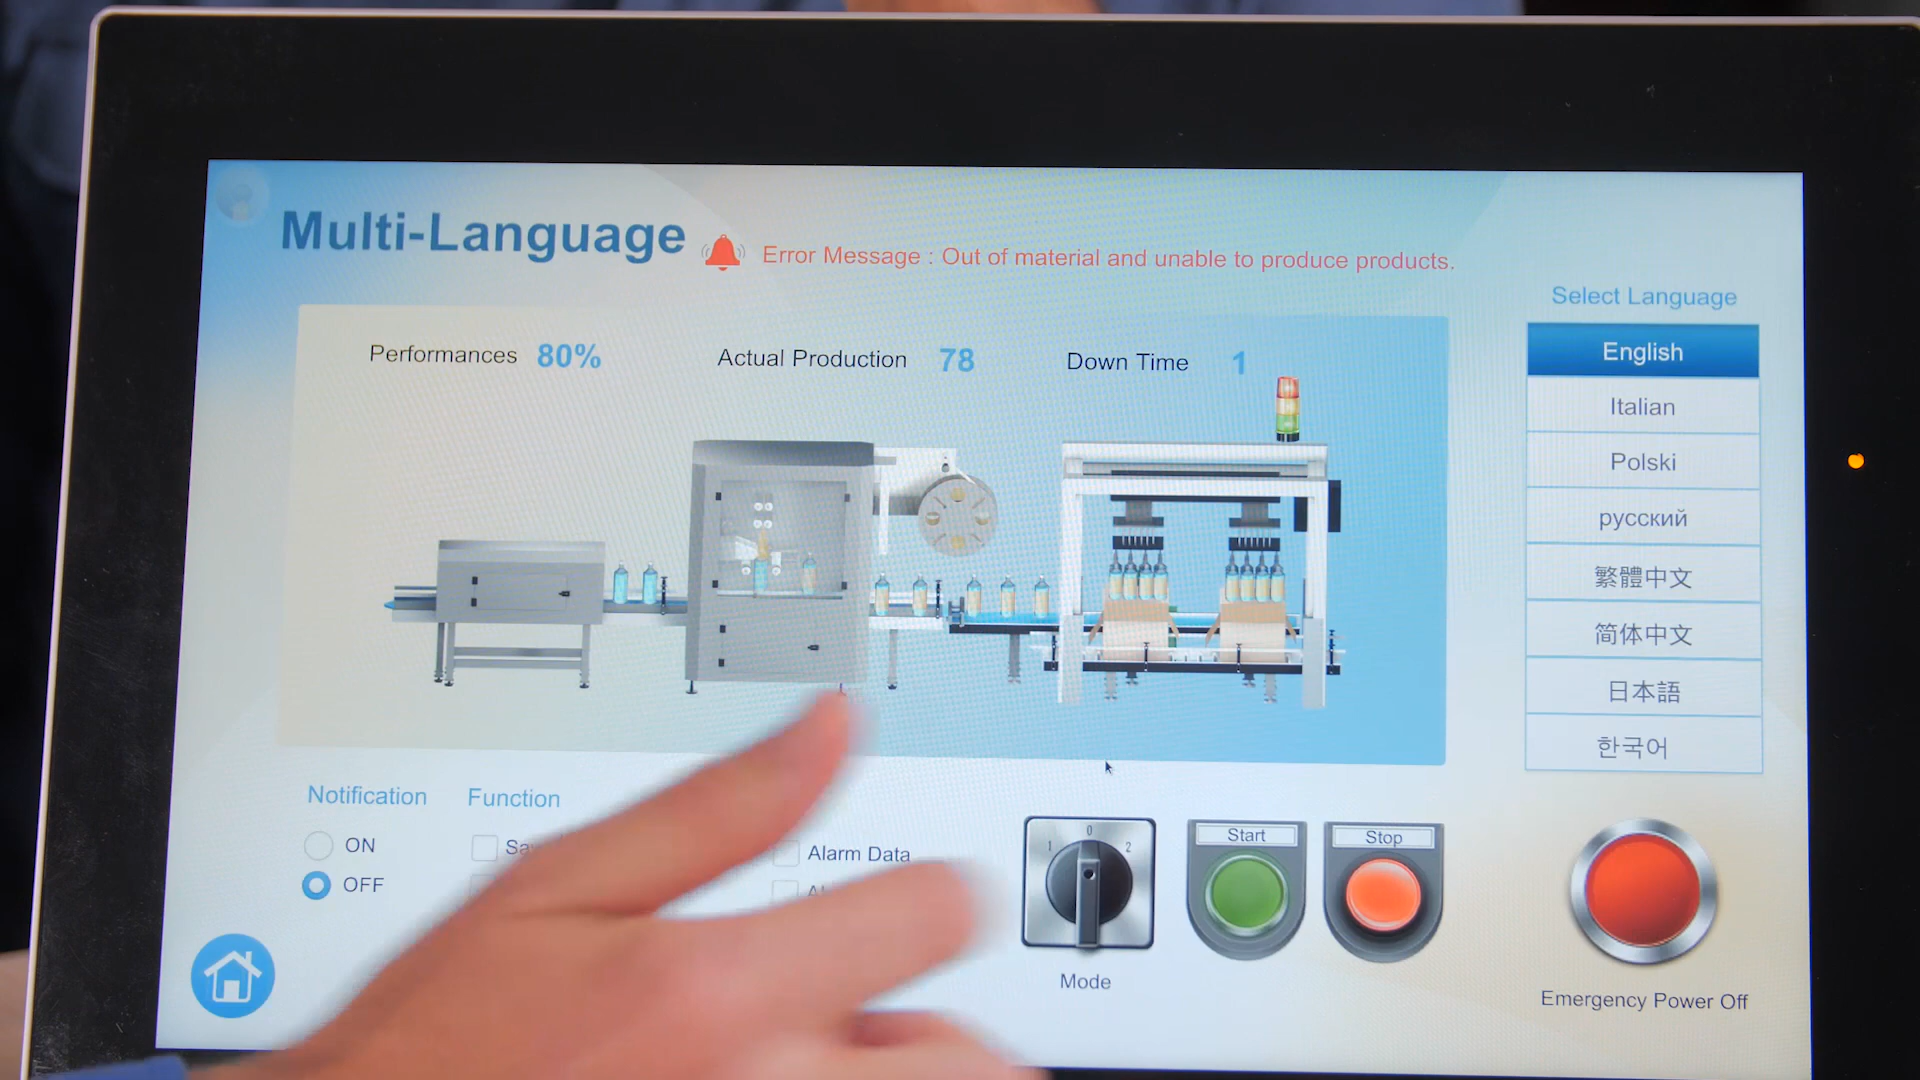 Multi-Language
Error Message : Out of material and unable to produce products.
Select Language
Performances 80%
Actual Production 78
Down Time 1
English
Italian
Polski
русский
繁體中文
简体中文
日本語
한국어
Notification
Function
ON
OFF
Alarm Data
0
1
2
Mode
Start
Stop
Emergency Power Off